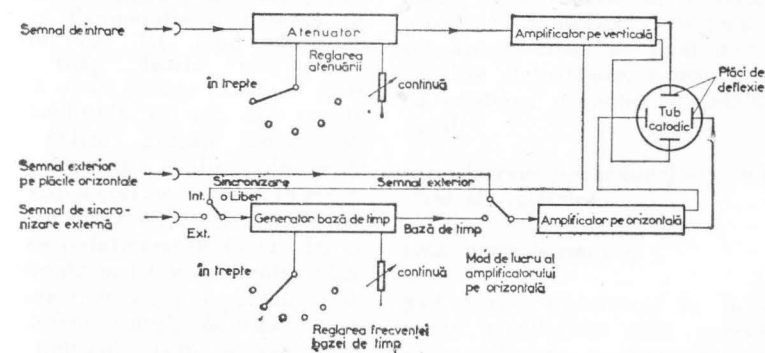 Semnal de intrare
Atenuator
Amplificator pe verticală
Reglarea
atenuării
în trepte
continuă
Plăci de
deflexie
Tub
catodic
Semnal exterior
pe plăcile orizontale
Sincronizare
Semnal exterior
Int.
Liber
Semnal de sincro-
nizare externă
Ext.
Generator bază de timp
Bază de timp
Amplificator pe orizontală
în trepte
continuă
Mod de lucru al
amplificatorului
pe orizontală
Reglarea frecvenței
bazei de timp